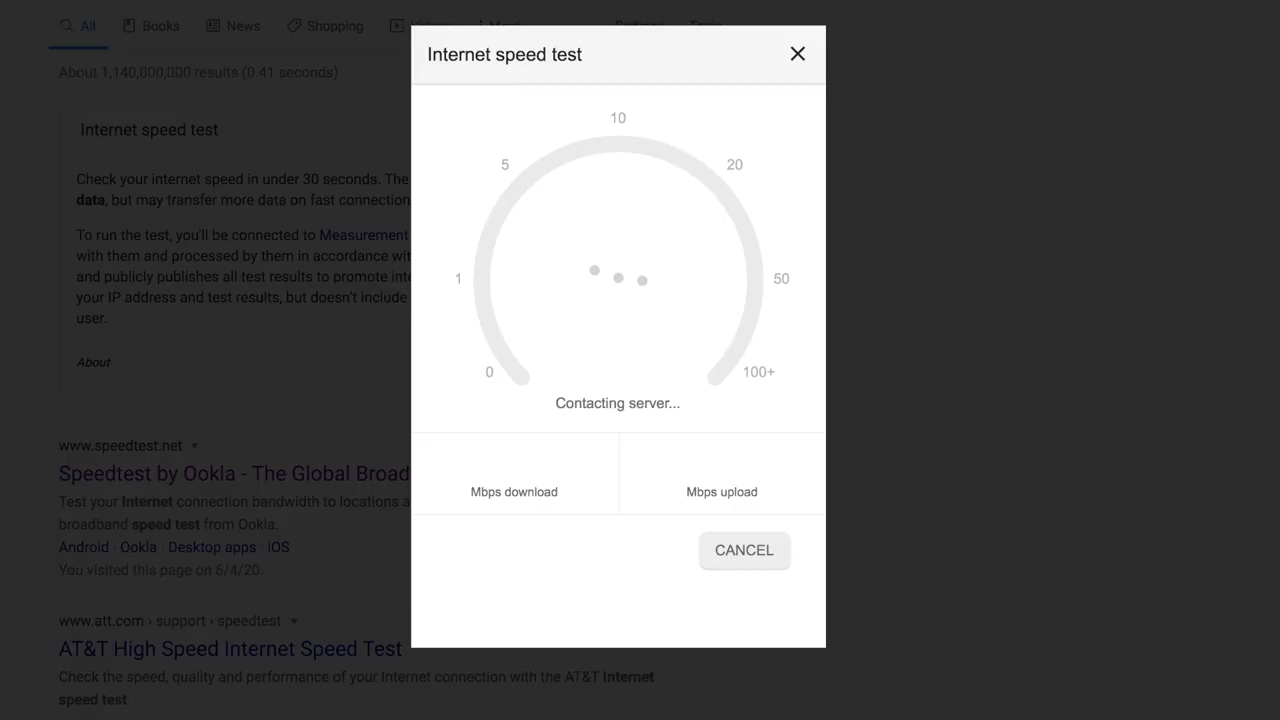 All Books News Shopping Videos More Settings Tools
About 1,140,000,000 results (0.41 seconds)
Internet speed test
Check your internet speed in under 30 seconds. The
data, but may transfer more data on fast connection
To run the test, you'll be connected to Measurement
with them and processed by them in accordance wit
and publicly publishes all test results to promote inte
your IP address and test results, but doesn't include
user.
About
www.speedtest.net
Speedtest by Ookla - The Global Broad
Test your Internet connection bandwidth to locations a
broadband speed test from Ookla.
Android · Ookla · Desktop apps · iOS
You visited this page on 6/4/20.
www.att.com › support › speedtest
AT&T High Speed Internet Speed Test
Check the speed, quality and performance of your Internet connection with the AT&T Internet
speed test.
Internet speed test
10
5
20
1
50
0
100+
Contacting server...
Mbps download
Mbps upload
CANCEL